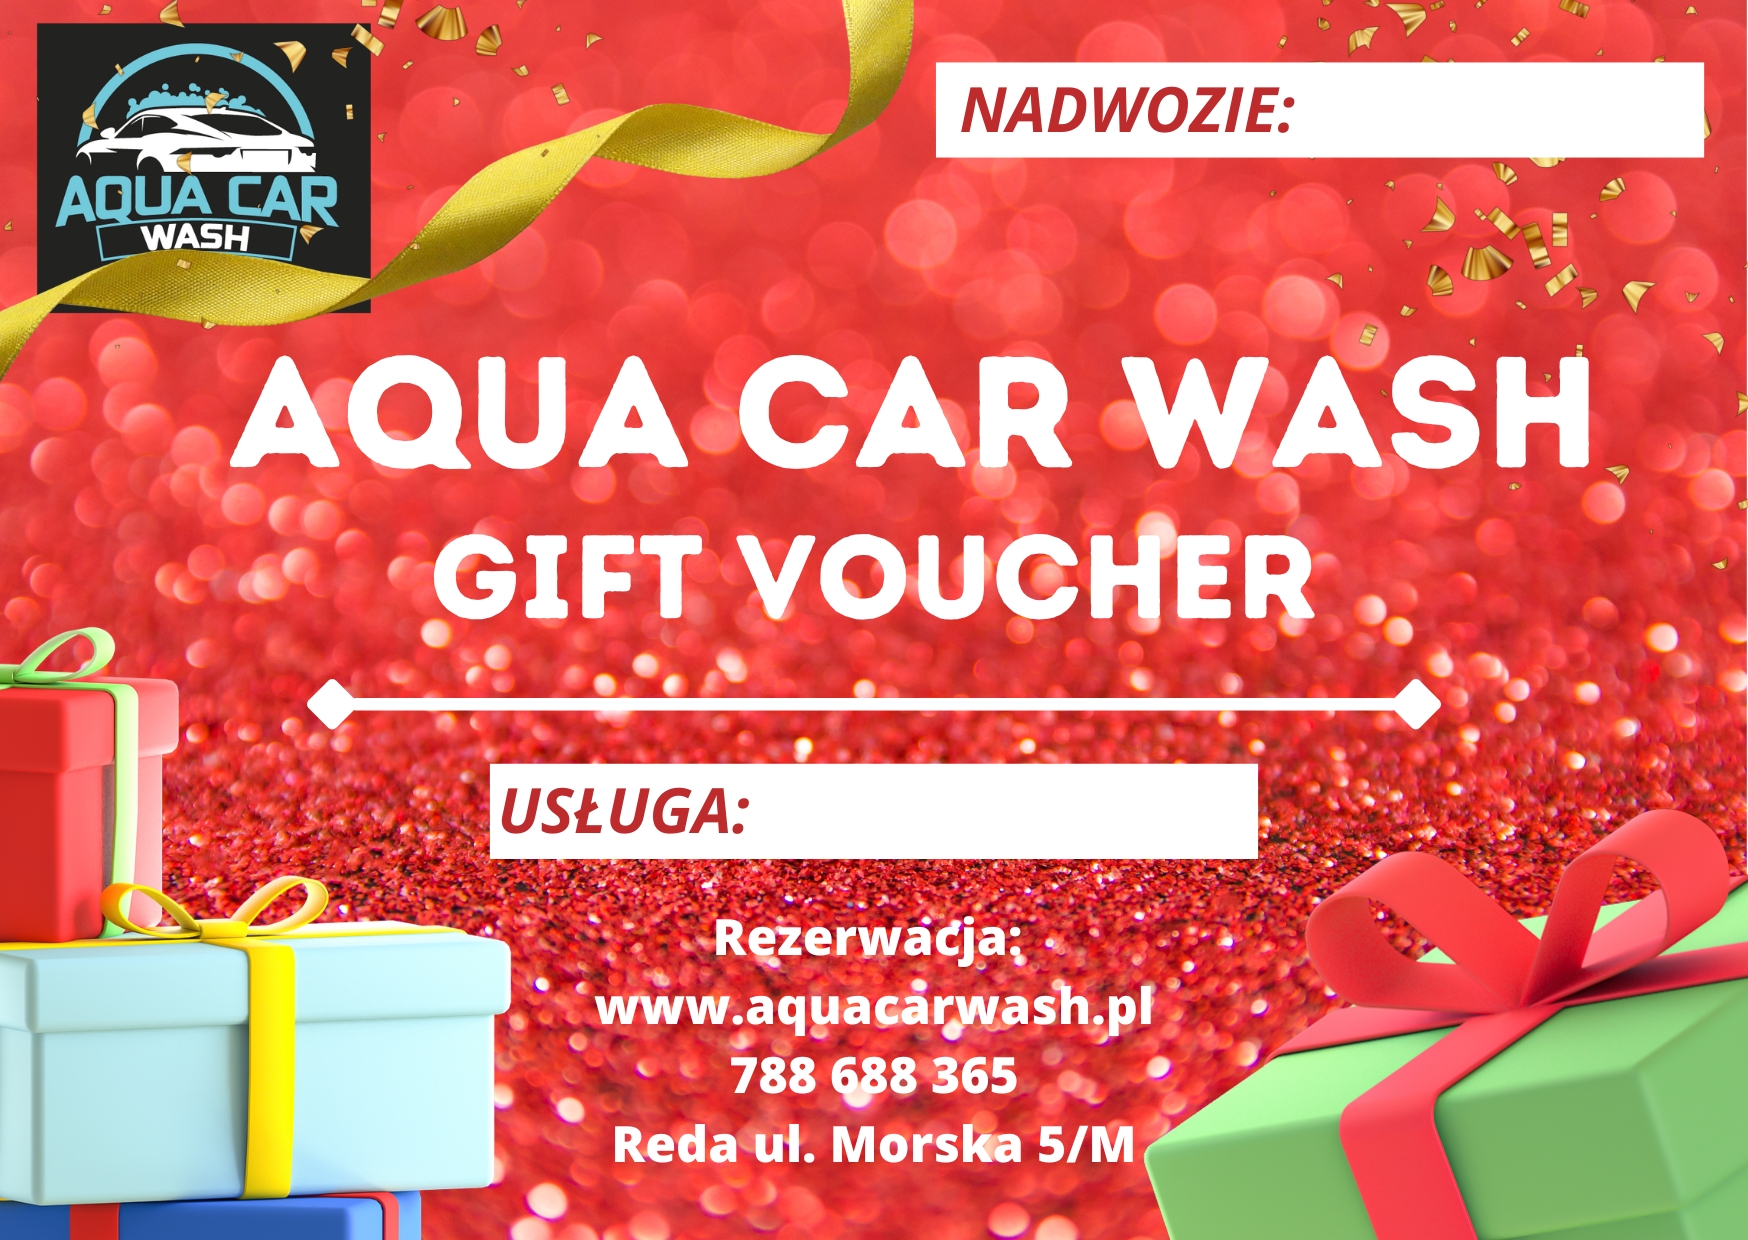 AQUA CAR
WASH
NADWOZIE:
AQUA CAR WASH
GIFT VOUCHER
USŁUGA:
Rezerwacja:
www.aquacarwash.pl
788 688 365
Reda ul. Morska 5/M